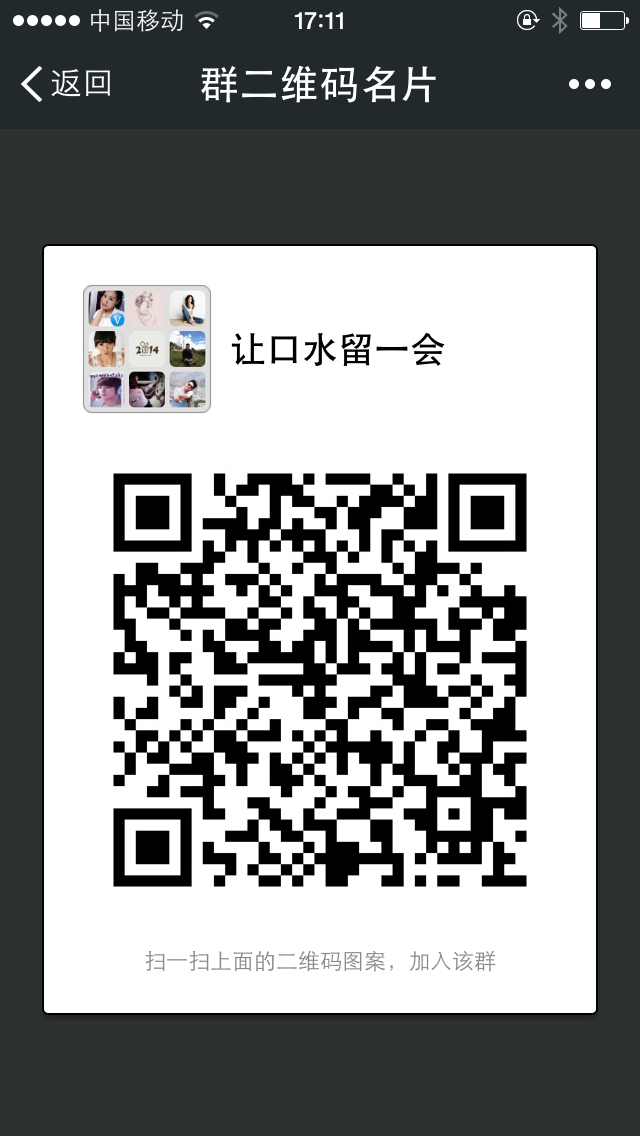 中国移动 17:11
返回 群二维码名片
2014
让口水留一会
扫一扫上面的二维码图案，加入该群